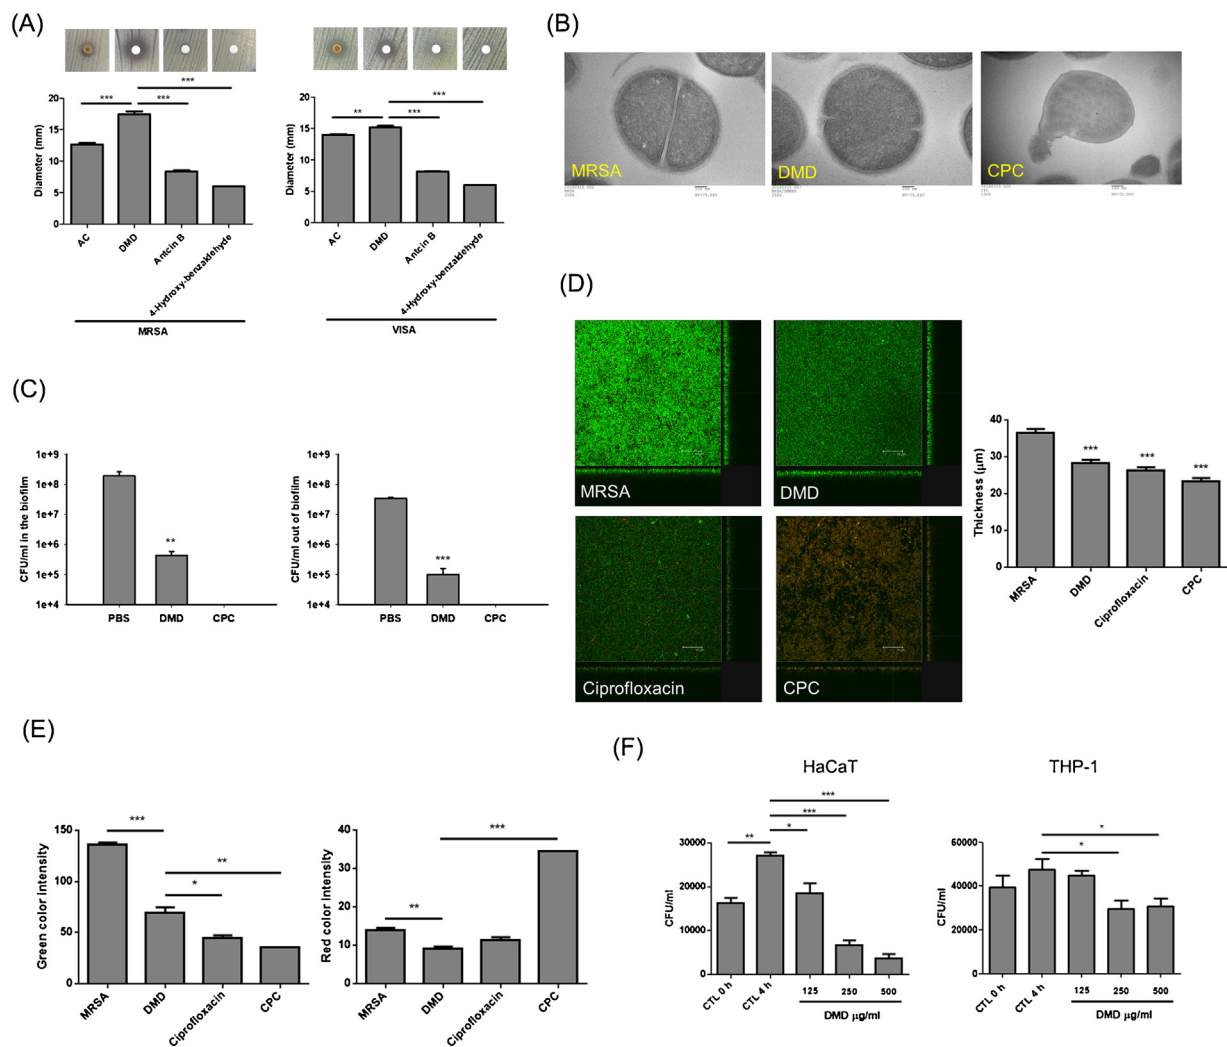 (A)
***
***
***
Diameter (mm)
20
15
10
5
0
AC
DMD
Antcin B
4-Hydroxy-benzaldehyde
MRSA
***
**
***
Diameter (mm)
20
15
10
5
0
AC
DMD
Antcin B
4-Hydroxy-benzaldehyde
VISA
(B)
MRSA
DMD
CPC
(C)
CFU/ml in the biofilm
1e+9
1e+8
1e+7
1e+6
1e+5
1e+4
**
PBS
DMD
CPC
CFU/ml out of biofilm
1e+9
1e+8
1e+7
1e+6
1e+5
1e+4
***
PBS
DMD
CPC
(D)
MRSA
DMD
Ciprofloxacin
CPC
Thickness (μm)
40
30
20
10
0
***
***
***
MRSA
DMD
Ciprofloxacin
CPC
(E)
Green color intensity
150
100
50
0
***
**
*
MRSA
DMD
Ciprofloxacin
CPC
Red color intensity
40
30
20
10
0
***
**
MRSA
DMD
Ciprofloxacin
CPC
(F)
HaCaT
CFU/ml
30000
20000
10000
0
***
***
**
*
CTL 0 h
CTL 4 h
125
250
500
DMD μg/ml
THP-1
CFU/ml
60000
40000
20000
0
*
*
CTL 0 h
CTL 4 h
125
250
500
DMD μg/ml